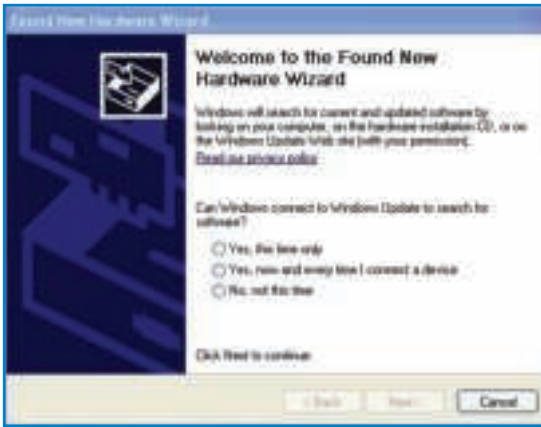 Found New Hardware Wizard
Welcome to the Found New
Hardware Wizard
Windows will search for current and updated software by
looking on your computer, on the hardware installation CD, or on
the Windows Update Web site (with your permission).
Read our privacy policy
Can Windows connect to Windows Update to search for
software?
Yes, this time only
Yes, now and every time I connect a device
No, not this time
Click Next to continue.
< Back
Next >
Cancel